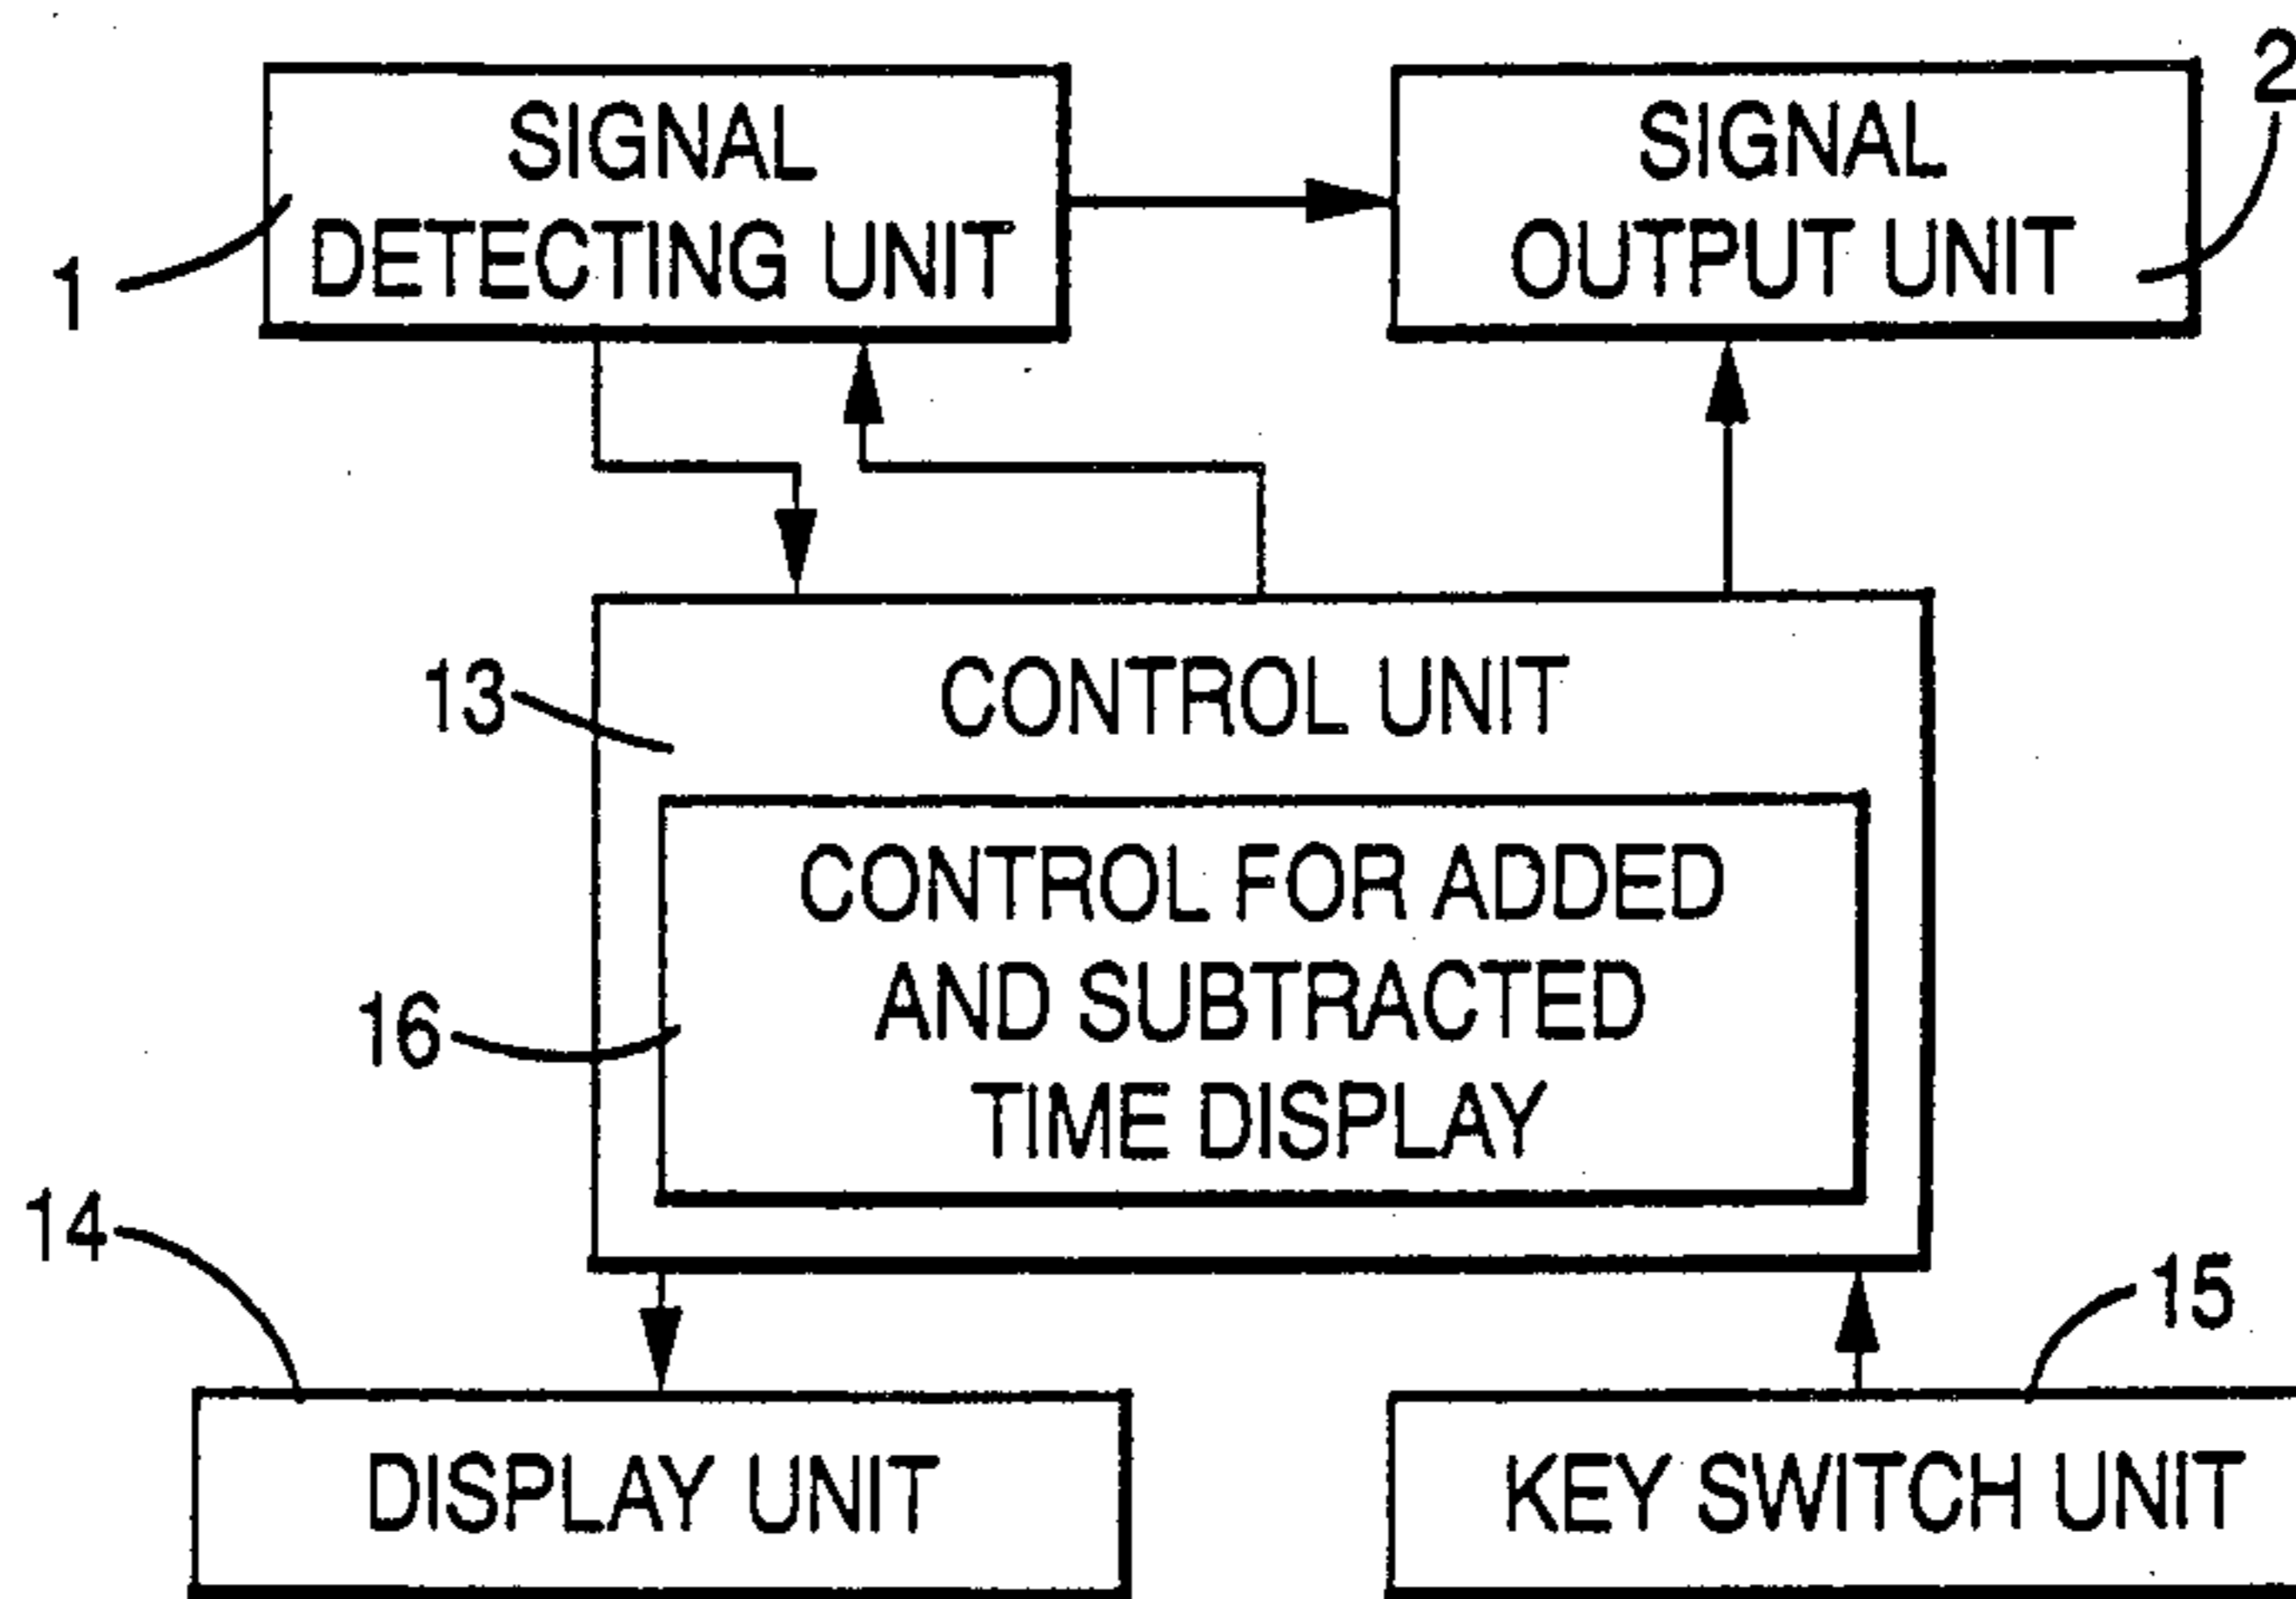 SIGNAL
DETECTING UNIT
1
SIGNAL
OUTPUT UNIT
2
CONTROL UNIT
13
CONTROL FOR ADDED
AND SUBTRACTED
TIME DISPLAY
16
14
DISPLAY UNIT
15
KEY SWITCH UNIT